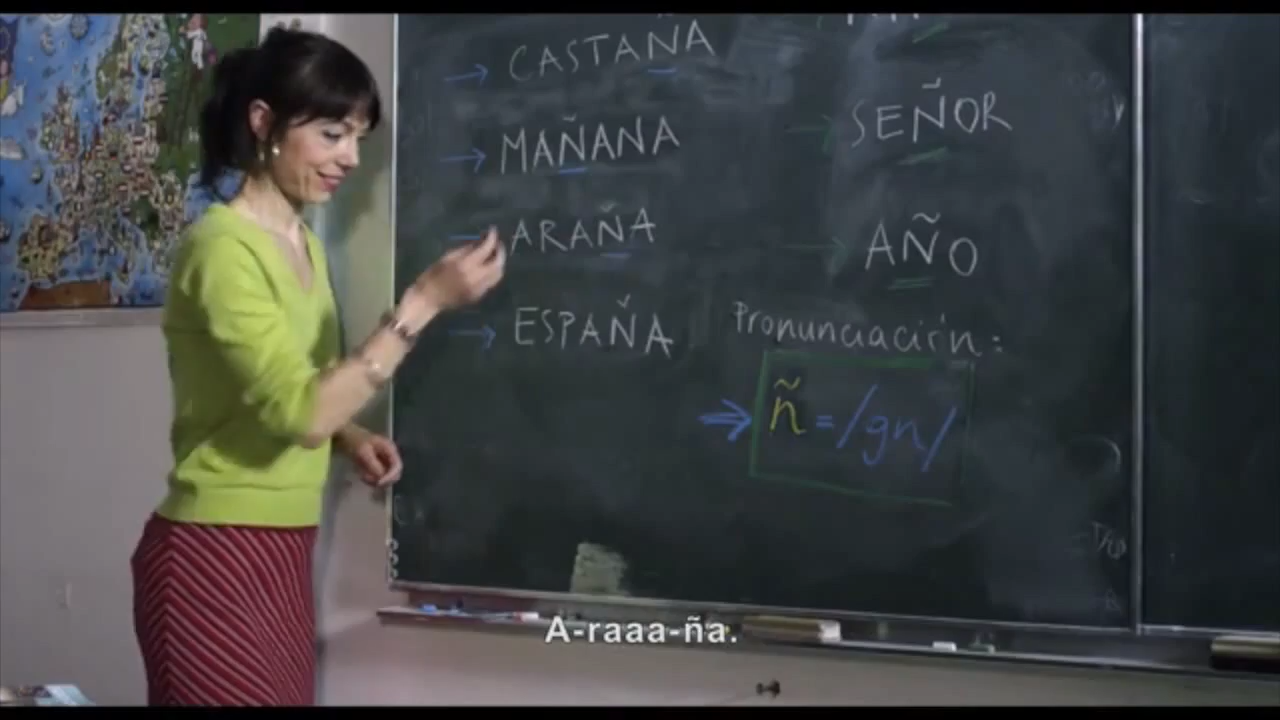 CASTAÑA
MAÑANA
ARAÑA
ESPAÑA
SEÑOR
AÑO
Pronunciación:
ñ = /gn/
A-raaa-ña.